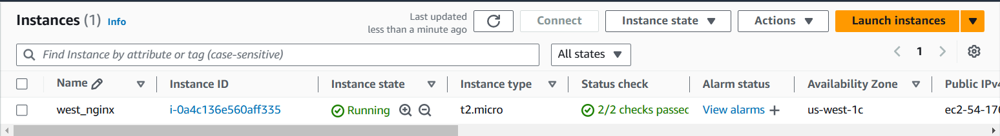 Instances (1) Info
Last updated
less than a minute ago
Connect
Instance state
Actions
Launch instances
Find Instance by attribute or tag (case-sensitive)
All states
1
Name Instance ID Instance state Instance type Status check Alarm status Availability Zone Public IPv4
west_nginx i-0a4c136e560aff335 Running t2.micro 2/2 checks passec View alarms us-west-1c ec2-54-176